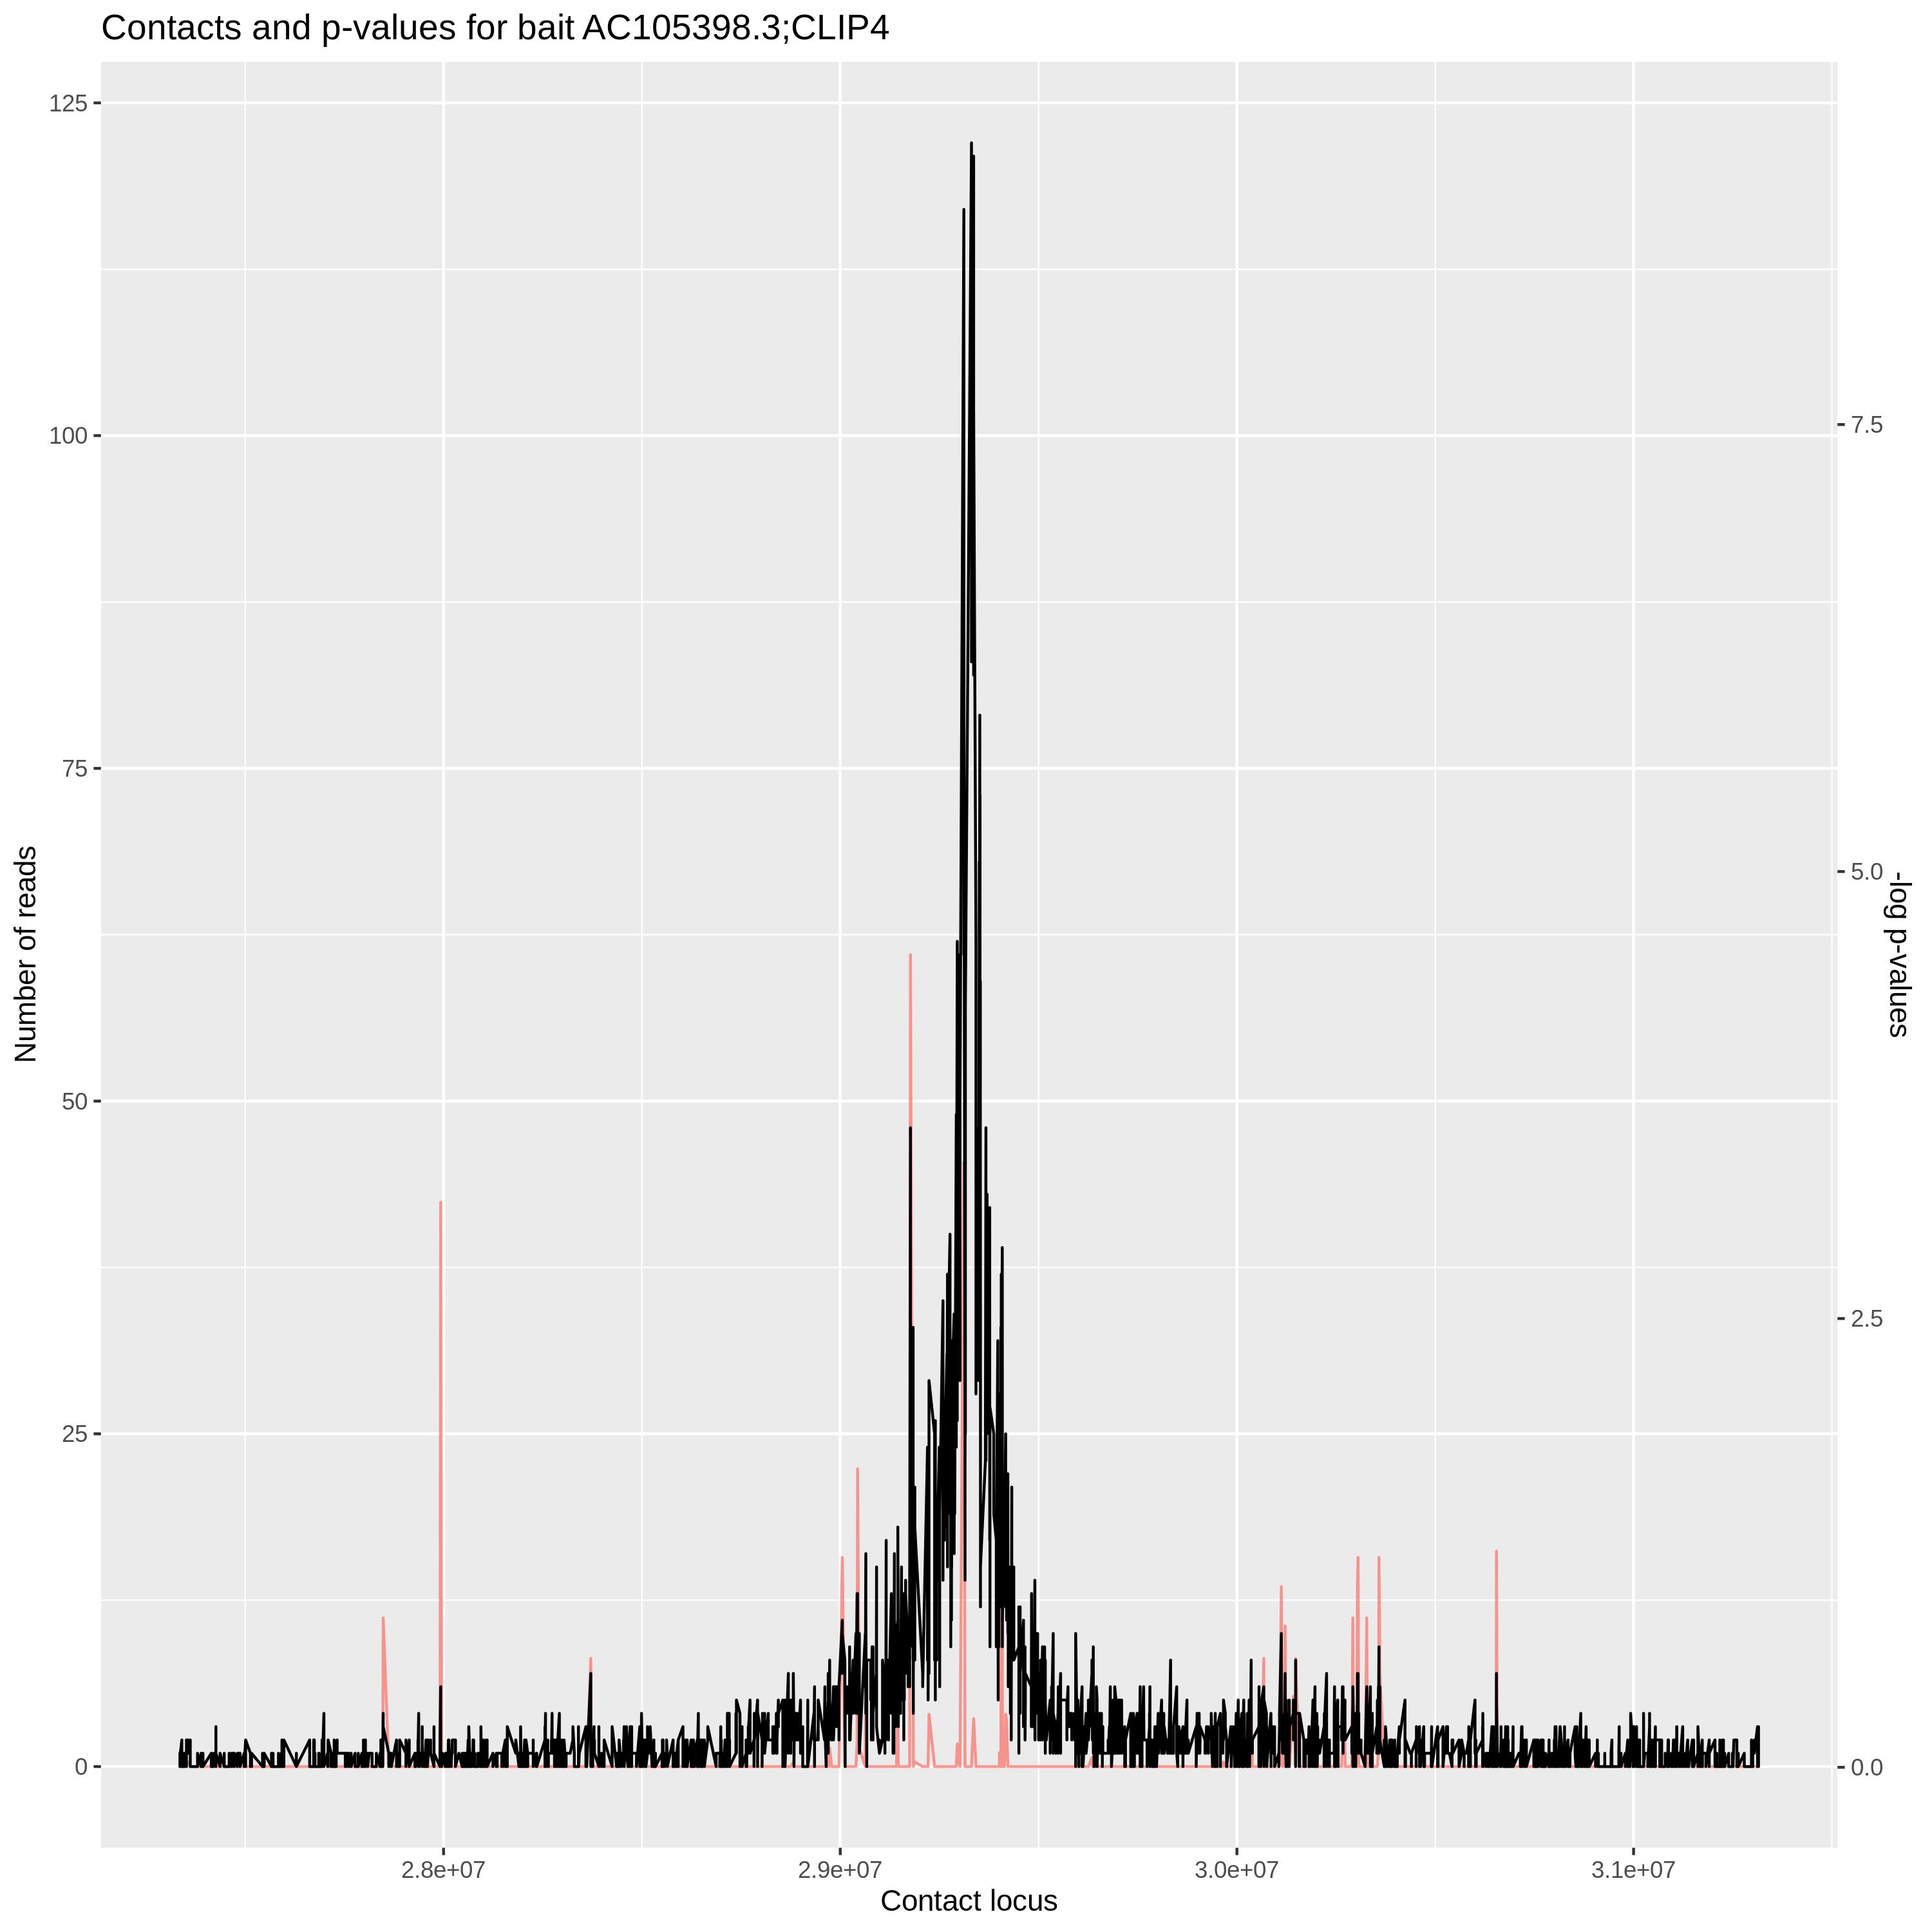 Contacts and p-values for bait AC105398.3;CLIP4
125
100
75
50
25
0
Number of reads
7.5
5.0
2.5
0.0
-log p-values
2.8e+07
2.9e+07
3.0e+07
3.1e+07
Contact locus